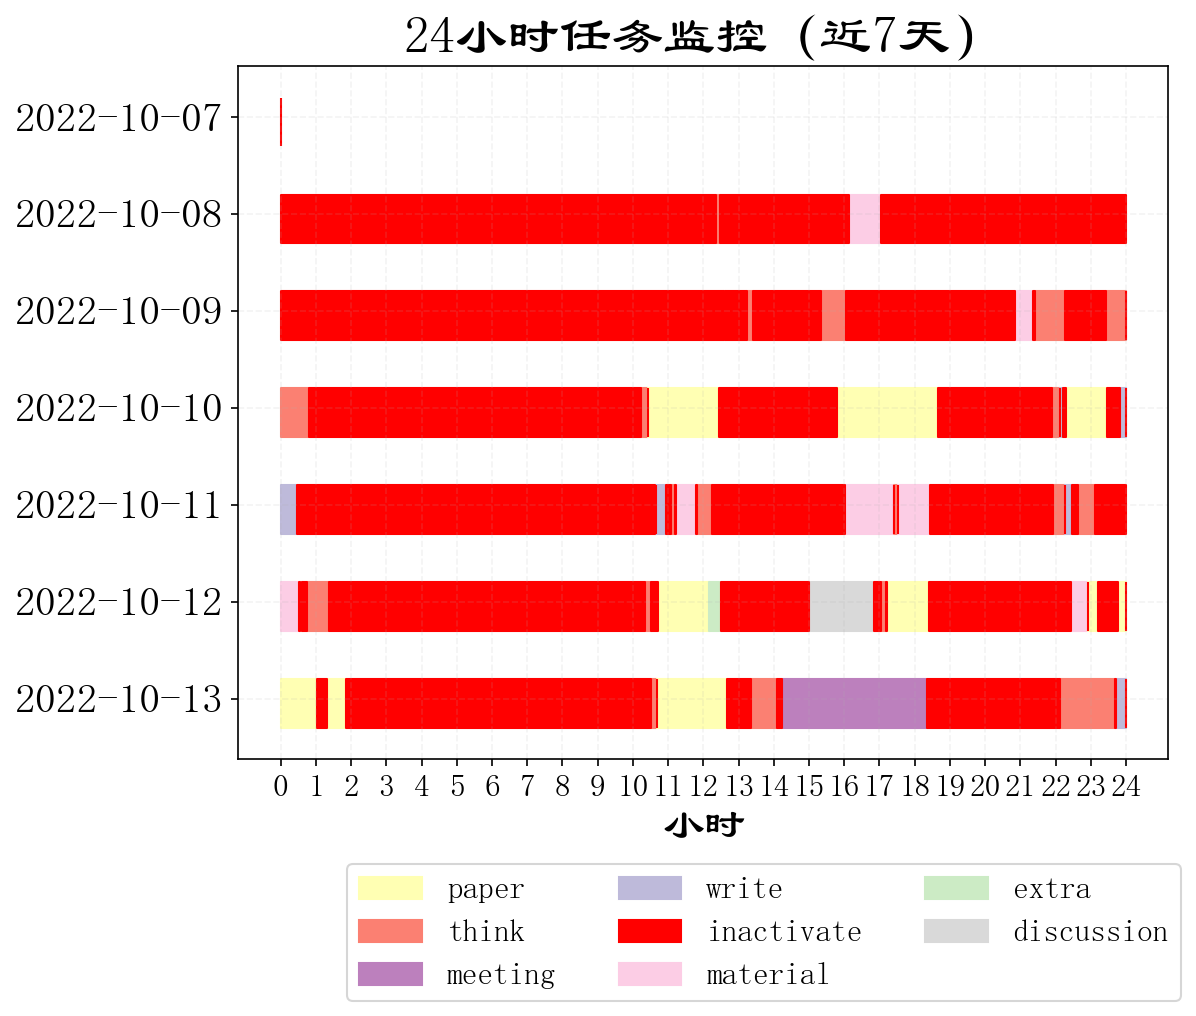 24小时任务监控（近7天）
2022-10-07
2022-10-08
2022-10-09
2022-10-10
2022-10-11
2022-10-12
2022-10-13
0 1 2 3 4 5 6 7 8 9 10 11 12 13 14 15 16 17 18 19 20 21 22 23 24
小时
paper write extra
think inactivate discussion
meeting material